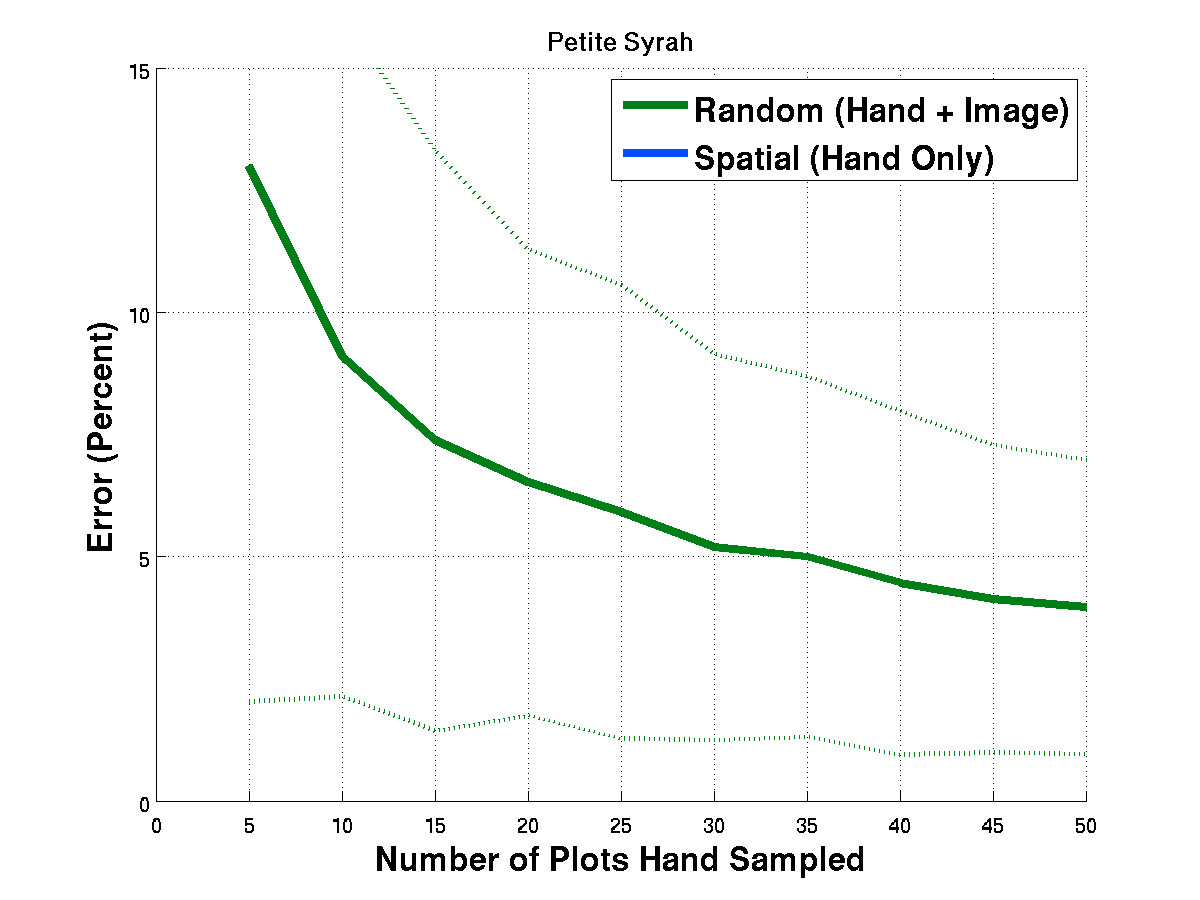 Petite Syrah
Random (Hand + Image)
Spatial (Hand Only)
15
10
5
0
Error (Percent)
0 5 10 15 20 25 30 35 40 45 50
Number of Plots Hand Sampled